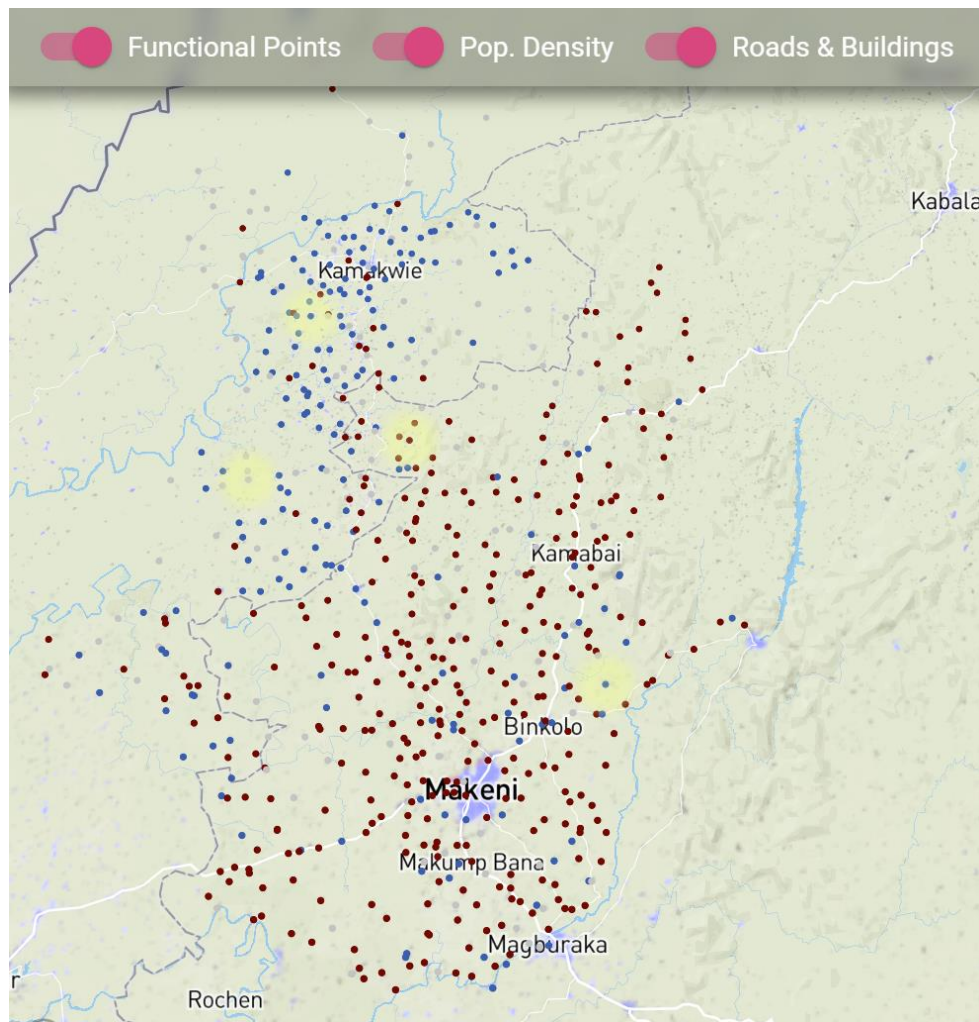 Functional Points Pop. Density Roads & Buildings
Kabala
Kamakwie
Kamabai
Binkolo
Makeni
Makump Bana
Magburaka
r
Rochen